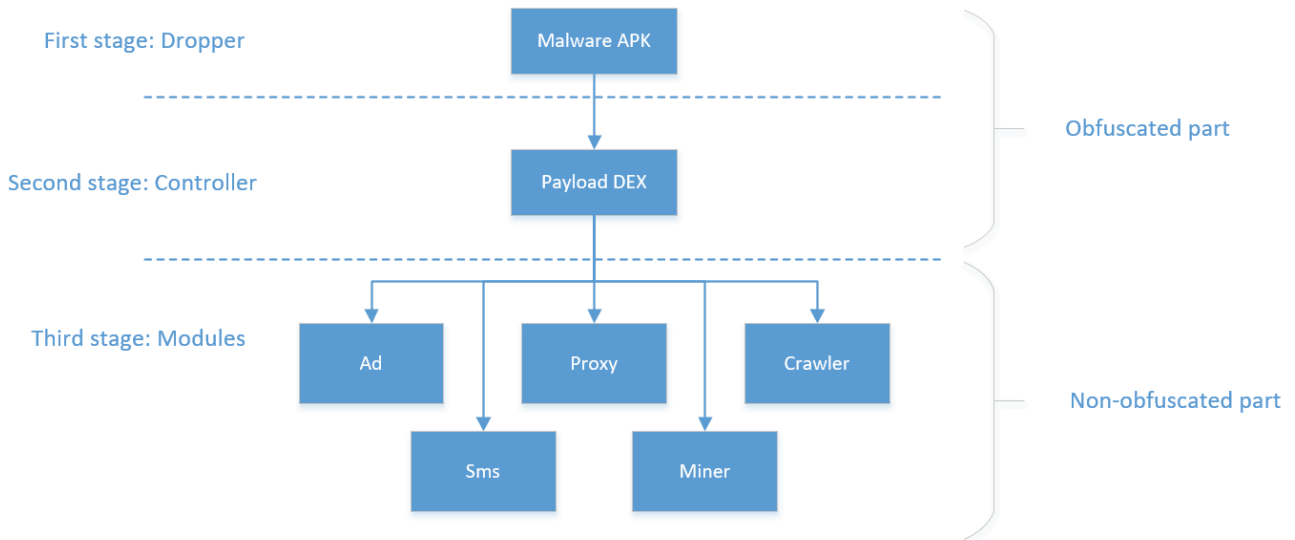 First stage: Dropper
Malware APK
Obfuscated part
Second stage: Controller
Payload DEX
Third stage: Modules
Ad
Proxy
Crawler
Non-obfuscated part
Sms
Miner